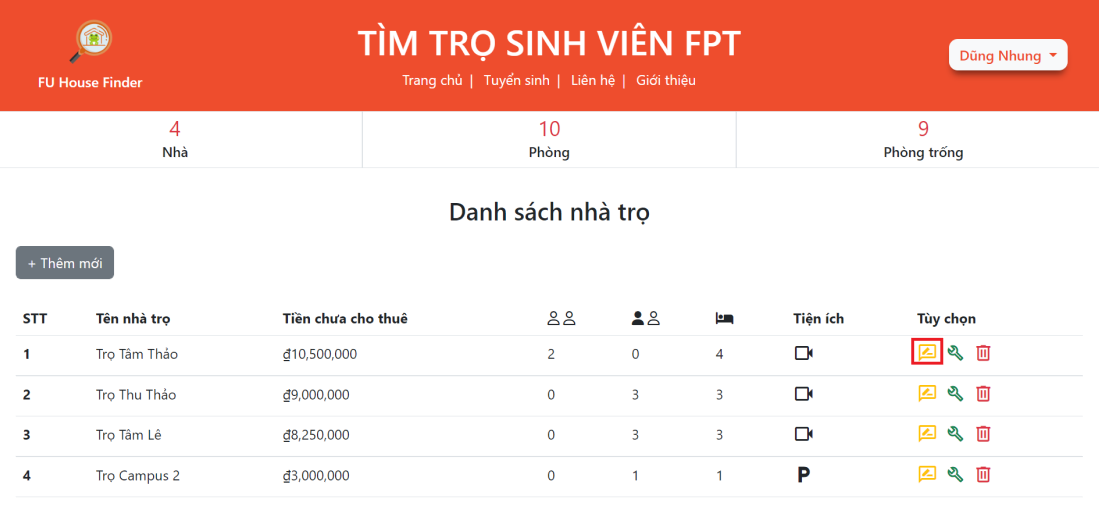 TÌM TRỌ SINH VIÊN FPT
Dũng Nhung
FU House Finder
Trang chủ | Tuyển sinh | Liên hệ | Giới thiệu
4 10 9
Nhà Phòng Phòng trống
Danh sách nhà trọ
+ Thêm mới
STT Tên nhà trọ Tiền chưa cho thuê Tiện ích Tùy chọn
1 Trọ Tâm Thảo ₫10,500,000 2 0 4
2 Trọ Thu Thảo ₫9,000,000 0 3 3
3 Trọ Tâm Lê ₫8,250,000 0 3 3
4 Trọ Campus 2 ₫3,000,000 0 1 1 P